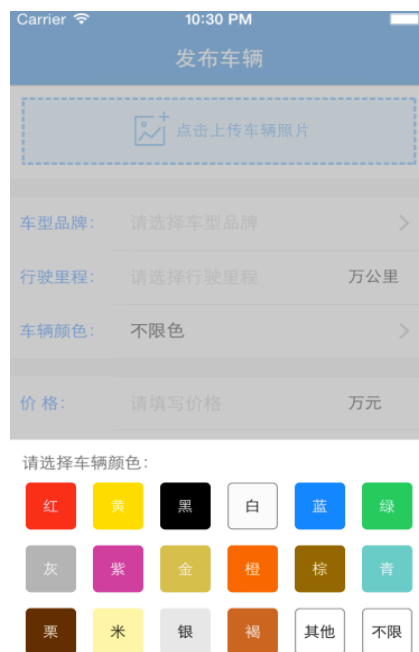 Carrier 10:30 PM
发布车辆
点击上传车辆照片
车型品牌: 请选择车型品牌
行驶里程: 请选择行驶里程 万公里
车辆颜色: 不限色
价 格: 请填写价格 万元
请选择车辆颜色:
红 黄 黑 白 蓝 绿
灰 紫 金 橙 棕 青
栗 米 银 褐 其他 不限